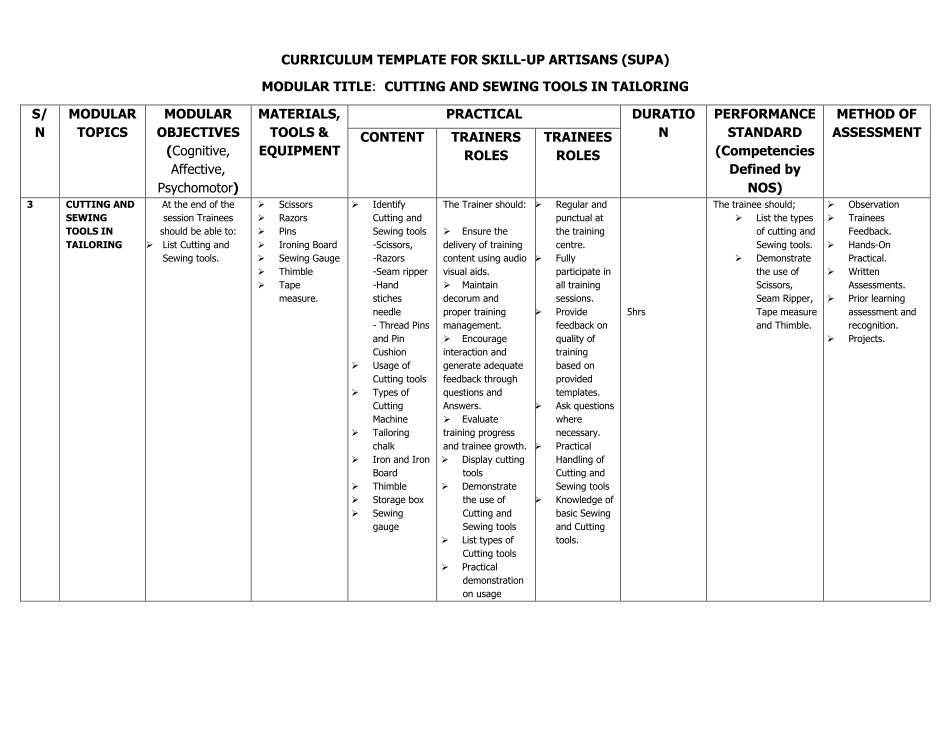 CURRICULUM TEMPLATE FOR SKILL-UP ARTISANS (SUPA)
MODULAR TITLE: CUTTING AND SEWING TOOLS IN TAILORING
S/
N
MODULAR
TOPICS
MODULAR
OBJECTIVES
(Cognitive,
Affective,
Psychomotor)
MATERIALS,
TOOLS &
EQUIPMENT
PRACTICAL
CONTENT
TRAINERS
ROLES
TRAINEES
ROLES
DURATIO
N
PERFORMANCE
STANDARD
(Competencies
Defined by
NOS)
METHOD OF
ASSESSMENT
3
CUTTING AND
SEWING
TOOLS IN
TAILORING
At the end of the
session Trainees
should be able to:
➢ List Cutting and
Sewing tools.
➢ Scissors
➢ Razors
➢ Pins
➢ Ironing Board
➢ Sewing Gauge
➢ Thimble
➢ Tape
measure.
➢ Identify
Cutting and
Sewing tools
-Scissors,
-Razors
-Seam ripper
-Hand
stiches
needle
- Thread Pins
and Pin
Cushion
➢ Usage of
Cutting tools
➢ Types of
Cutting
Machine
➢ Tailoring
chalk
➢ Iron and Iron
Board
➢ Thimble
➢ Storage box
➢ Sewing
gauge
The Trainer should:
➢ Ensure the
delivery of training
content using audio
visual aids.
➢ Maintain
decorum and
proper training
management.
➢ Encourage
interaction and
generate adequate
feedback through
questions and
Answers.
➢ Evaluate
training progress
and trainee growth.
➢ Display cutting
tools
➢ Demonstrate
the use of
Cutting and
Sewing tools
➢ List types of
Cutting tools
➢ Practical
demonstration
on usage
➢ Regular and
punctual at
the training
centre.
➢ Fully
participate in
all training
sessions.
➢ Provide
feedback on
quality of
training
based on
provided
templates.
➢ Ask questions
where
necessary.
➢ Practical
Handling of
Cutting and
Sewing tools
➢ Knowledge of
basic Sewing
and Cutting
tools.
5hrs
The trainee should;
➢ List the types
of cutting and
Sewing tools.
➢ Demonstrate
the use of
Scissors,
Seam Ripper,
Tape measure
and Thimble.
➢ Observation
➢ Trainees
Feedback.
➢ Hands-On
Practical.
➢ Written
Assessments.
➢ Prior learning
assessment and
recognition.
➢ Projects.